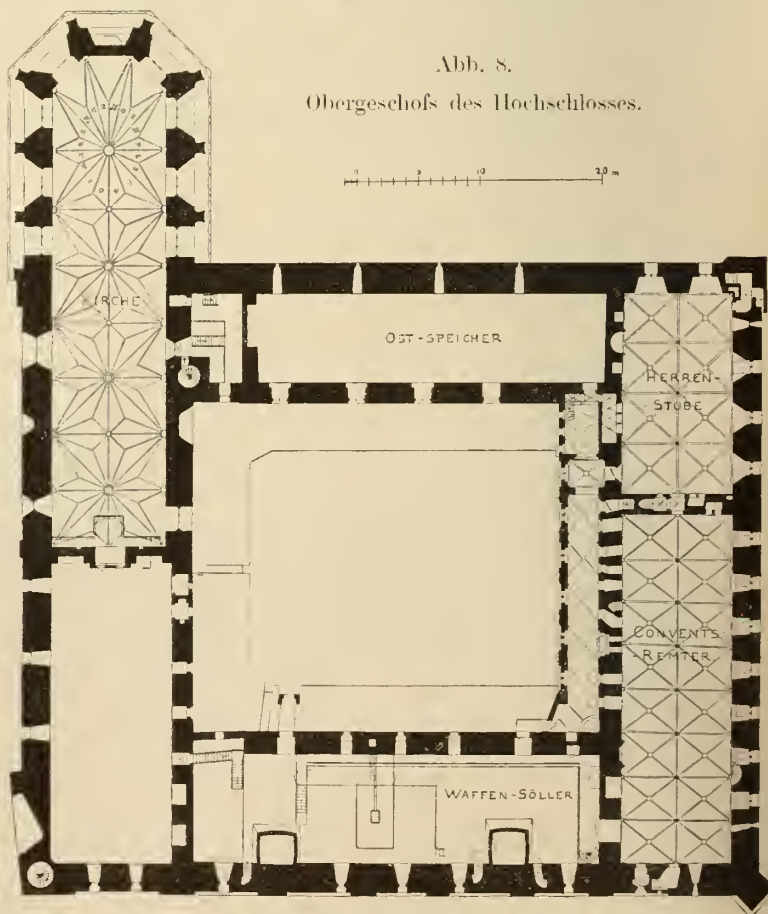 Abb. 8.
Obergeschofs des Hochschlosses.
0 5 10 20 m
KIRCHE
OST-SPEICHER
HERREN-
STUBE
CONVENTS
-REMTER
WAFFEN-SÖLLER